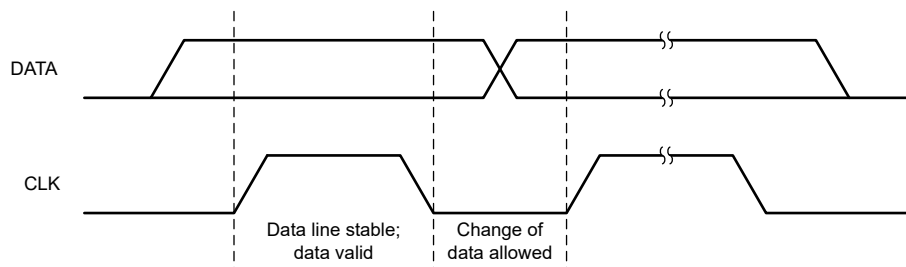 DATA
CLK
Data line stable; Change of
data valid data allowed